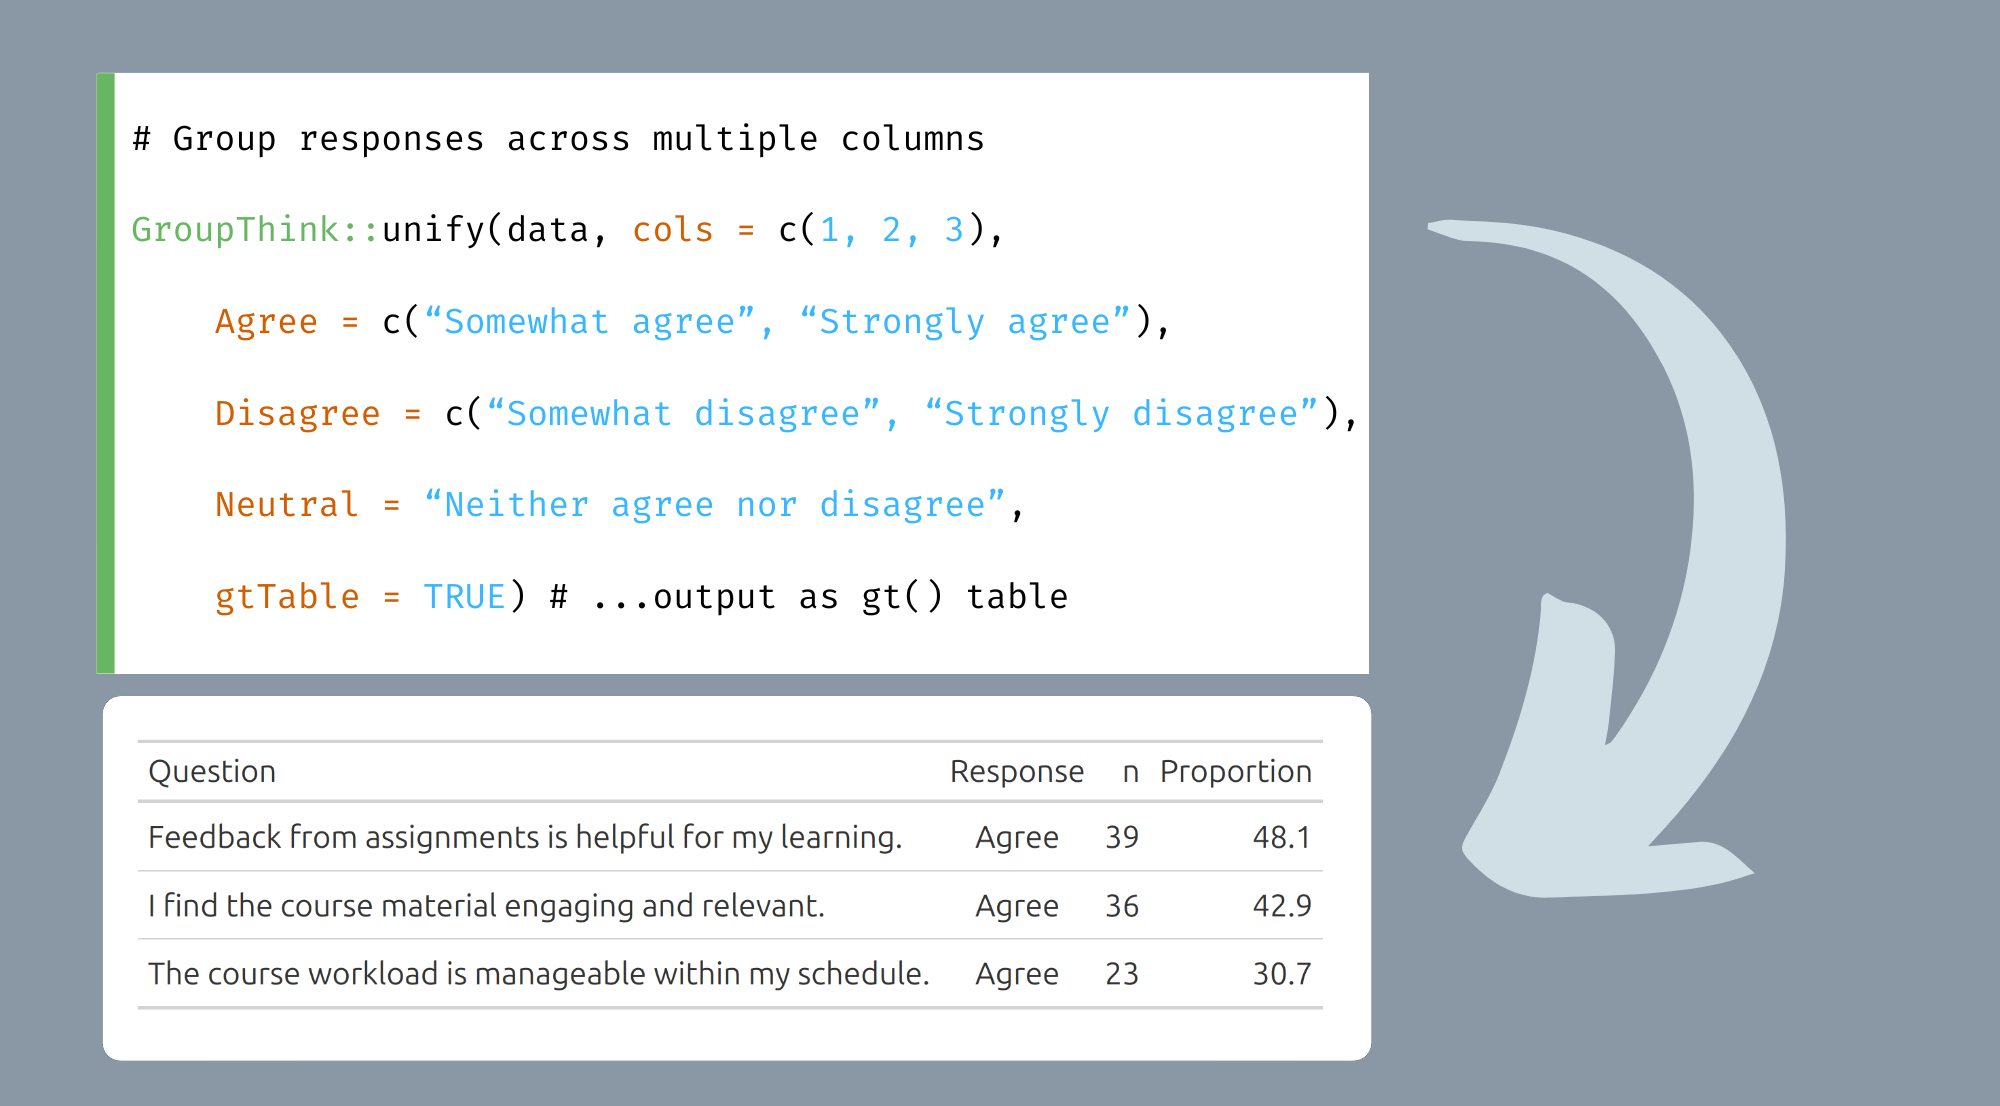 # Group responses across multiple columns
GroupThink::unify(data, cols = c(1, 2, 3),
Agree = c(“Somewhat agree”, “Strongly agree”),
Disagree = c(“Somewhat disagree”, “Strongly disagree”),
Neutral = “Neither agree nor disagree”,
gtTable = TRUE) # ...output as gt() table
Question Response n Proportion
Feedback from assignments is helpful for my learning. Agree 39 48.1
I find the course material engaging and relevant. Agree 36 42.9
The course workload is manageable within my schedule. Agree 23 30.7